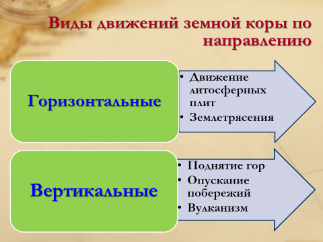 Виды движений земной коры по
направлению
Горизонтальные
• Движение
литосферных
плит
• Землетрясения
Вертикальные
• Поднятие гор
• Опускание
побережий
• Вулканизм